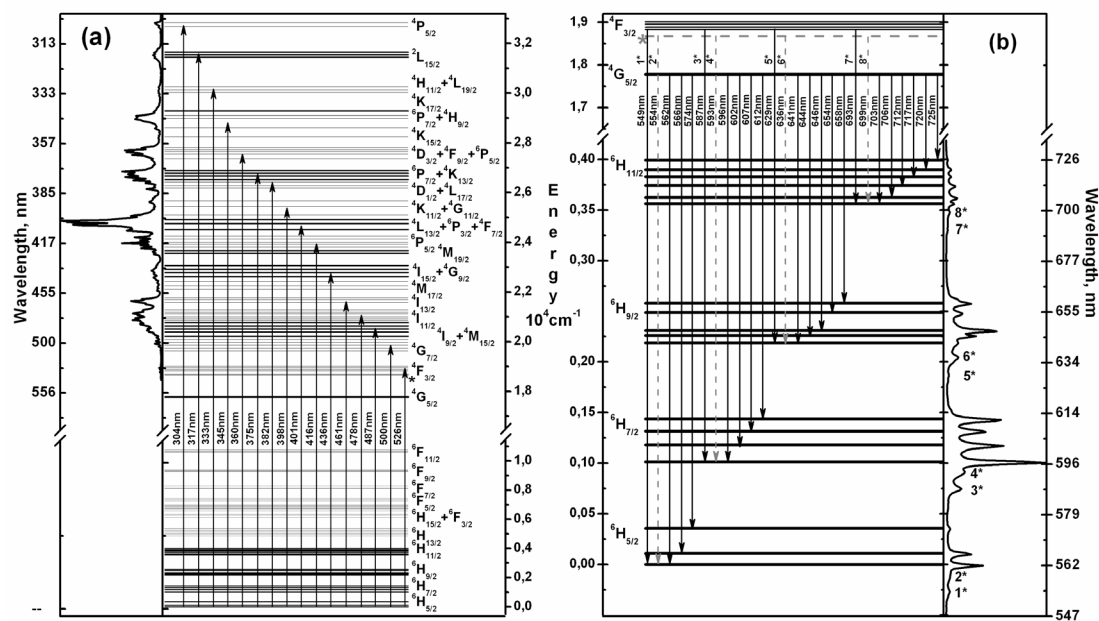 (a)
Wavelength, nm
313
333
357
385
417
455
500
556
--
⁴P₅/₂
²L₁₅/₂
⁴H₁₁/₂+⁴L₁₉/₂
⁴K₁₇/₂
⁶P₇/₂+⁴H₉/₂
⁴K₁₅/₂
⁴D₃/₂+⁴F₉/₂+⁶P₅/₂
⁶P₇/₂+⁴K₁₃/₂
⁴D₁/₂+⁴L₁₇/₂
⁴K₁₁/₂+⁴G₁₁/₂
⁴L₁₃/₂+⁶P₃/₂+⁴F₇/₂
⁶P₅/₂ ⁴M₁₉/₂
⁴I₁₅/₂+⁴G₉/₂
⁴M₁₇/₂
⁴I₁₃/₂
⁴I₁₁/₂
⁴I₉/₂+⁴M₁₅/₂
⁴G₇/₂
⁴F₃/₂
*
⁴G₅/₂
304nm
317nm
333nm
345nm
360nm
375nm
382nm
398nm
401nm
416nm
436nm
461nm
478nm
487nm
500nm
526nm
⁶F₁₁/₂
⁶F₉/₂
⁶F₇/₂
⁶F₅/₂
⁶H₁₅/₂+⁶F₃/₂
⁶H₁₃/₂
⁶H₁₁/₂
⁶H₉/₂
⁶H₇/₂
⁶H₅/₂
3,2
3,0
2,8
2,6
2,4
2,2
2,0
1,8
1,0
0,8
0,6
0,4
0,2
0,0
Energy
10⁴cm⁻¹
(b)
1,9
1,8
1,7
0,40
0,35
0,30
0,25
0,20
0,15
0,10
0,05
0,00
⁴F₃/₂
*
1*
2*
3*
4*
5*
6*
7*
8*
⁴G₅/₂
549nm
554nm
562nm
566nm
574nm
587nm
593nm
596nm
602nm
607nm
612nm
629nm
636nm
641nm
644nm
646nm
654nm
658nm
693nm
699nm
703nm
706nm
712nm
717nm
720nm
725nm
⁶H₁₁/₂
⁶H₉/₂
⁶H₇/₂
⁶H₅/₂
8*
7*
6*
5*
4*
3*
2*
1*
726
700
677
655
634
614
596
579
562
547
Wavelength, nm